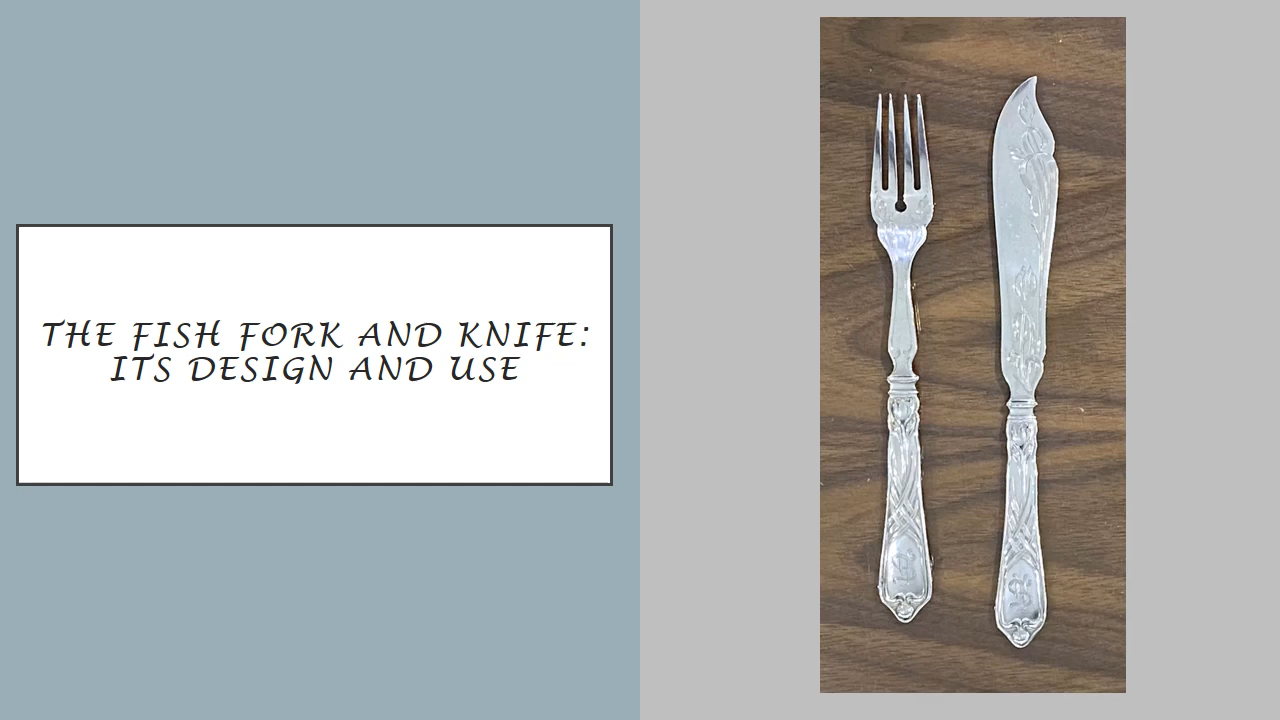 THE FISH FORK AND KNIFE:
ITS DESIGN AND USE